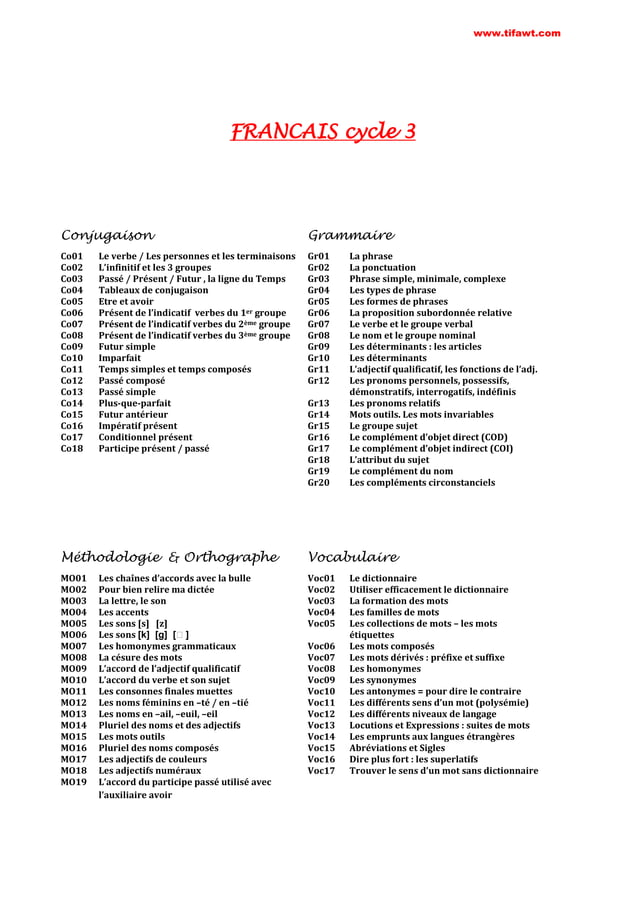 www.tifawt.com
FRANCAIS cycle 3
Conjugaison
Co01 Le verbe / Les personnes et les terminaisons
Co02 L’infinitif et les 3 groupes
Co03 Passé / Présent / Futur , la ligne du Temps
Co04 Tableaux de conjugaison
Co05 Etre et avoir
Co06 Présent de l’indicatif verbes du 1er groupe
Co07 Présent de l’indicatif verbes du 2ème groupe
Co08 Présent de l’indicatif verbes du 3ème groupe
Co09 Futur simple
Co10 Imparfait
Co11 Temps simples et temps composés
Co12 Passé composé
Co13 Passé simple
Co14 Plus-que-parfait
Co15 Futur antérieur
Co16 Impératif présent
Co17 Conditionnel présent
Co18 Participe présent / passé
Grammaire
Gr01 La phrase
Gr02 La ponctuation
Gr03 Phrase simple, minimale, complexe
Gr04 Les types de phrase
Gr05 Les formes de phrases
Gr06 La proposition subordonnée relative
Gr07 Le verbe et le groupe verbal
Gr08 Le nom et le groupe nominal
Gr09 Les déterminants : les articles
Gr10 Les déterminants
Gr11 L’adjectif qualificatif, les fonctions de l’adj.
Gr12 Les pronoms personnels, possessifs,
démonstratifs, interrogatifs, indéfinis
Gr13 Les pronoms relatifs
Gr14 Mots outils. Les mots invariables
Gr15 Le groupe sujet
Gr16 Le complément d’objet direct (COD)
Gr17 Le complément d’objet indirect (COI)
Gr18 L’attribut du sujet
Gr19 Le complément du nom
Gr20 Les compléments circonstanciels
Méthodologie & Orthographe
MO01 Les chaînes d’accords avec la bulle
MO02 Pour bien relire ma dictée
MO03 La lettre, le son
MO04 Les accents
MO05 Les sons [s] [z]
MO06 Les sons [k] [g] [□ ]
MO07 Les homonymes grammaticaux
MO08 La césure des mots
MO09 L’accord de l’adjectif qualificatif
MO10 L’accord du verbe et son sujet
MO11 Les consonnes finales muettes
MO12 Les noms féminins en –té / en –tié
MO13 Les noms en –ail, –euil, –eil
MO14 Pluriel des noms et des adjectifs
MO15 Les mots outils
MO16 Pluriel des noms composés
MO17 Les adjectifs de couleurs
MO18 Les adjectifs numéraux
MO19 L’accord du participe passé utilisé avec
l’auxiliaire avoir
Vocabulaire
Voc01 Le dictionnaire
Voc02 Utiliser efficacement le dictionnaire
Voc03 La formation des mots
Voc04 Les familles de mots
Voc05 Les collections de mots – les mots
étiquettes
Voc06 Les mots composés
Voc07 Les mots dérivés : préfixe et suffixe
Voc08 Les homonymes
Voc09 Les synonymes
Voc10 Les antonymes = pour dire le contraire
Voc11 Les différents sens d’un mot (polysémie)
Voc12 Les différents niveaux de langage
Voc13 Locutions et Expressions : suites de mots
Voc14 Les emprunts aux langues étrangères
Voc15 Abréviations et Sigles
Voc16 Dire plus fort : les superlatifs
Voc17 Trouver le sens d’un mot sans dictionnaire